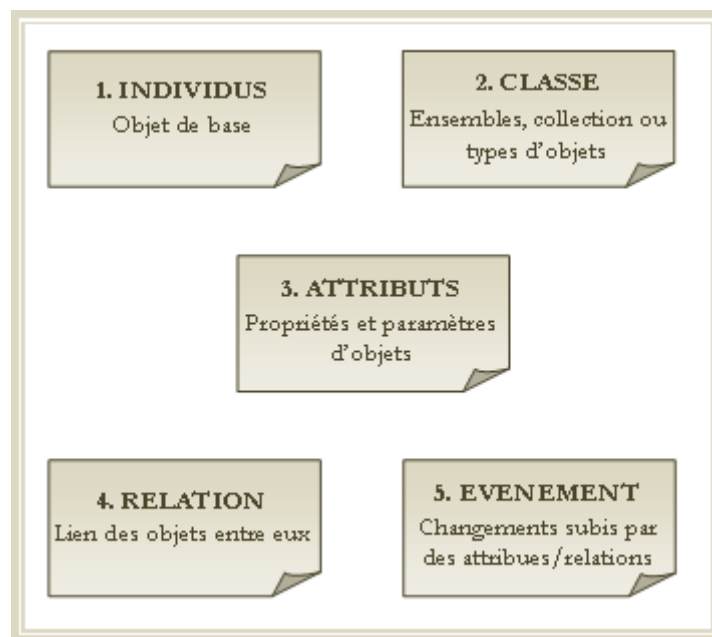 1. INDIVIDUS
Objet de base
2. CLASSE
Ensembles, collection ou
types d'objets
3. ATTRIBUTS
Propriétés et paramètres
d'objets
4. RELATION
Lien des objets entre eux
5. EVENEMENT
Changements subis par
des attribues/relations